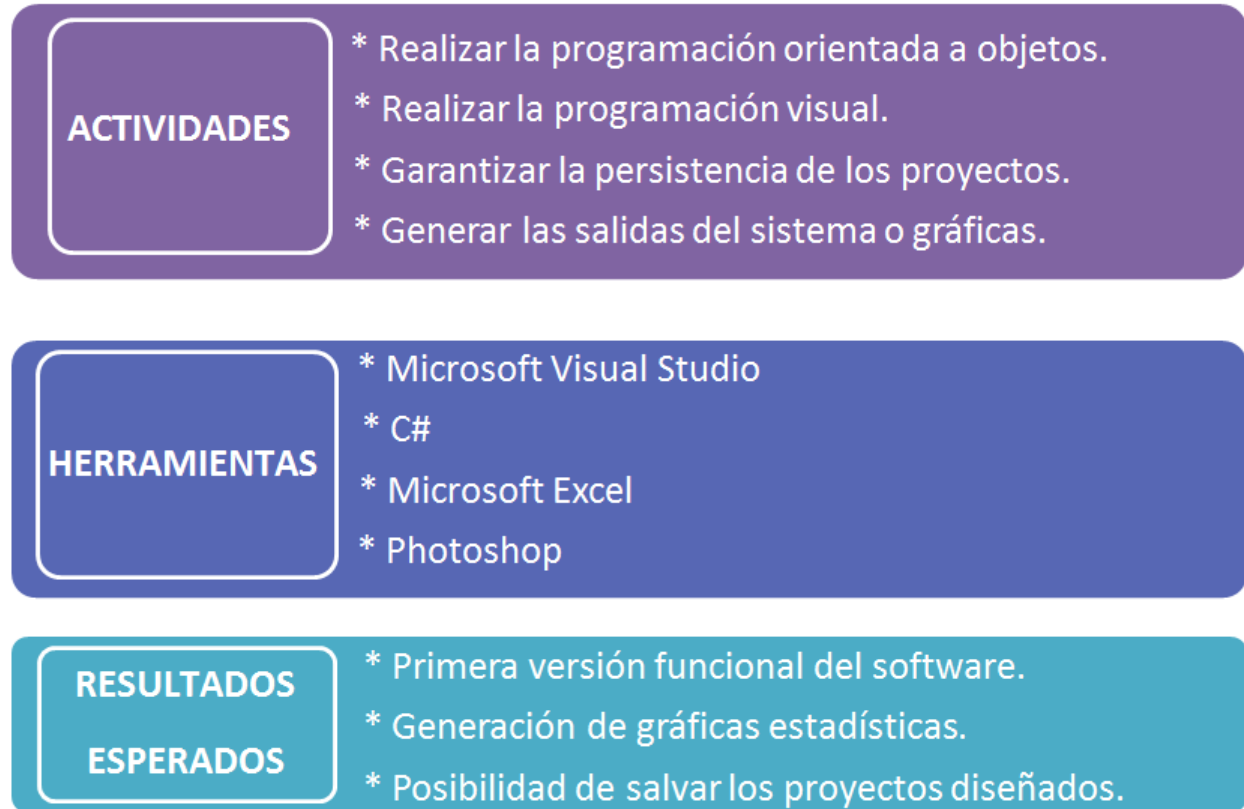 ACTIVIDADES
* Realizar la programación orientada a objetos.
* Realizar la programación visual.
* Garantizar la persistencia de los proyectos.
* Generar las salidas del sistema o gráficas.
HERRAMIENTAS
* Microsoft Visual Studio
* C#
* Microsoft Excel
* Photoshop
RESULTADOS
ESPERADOS
* Primera versión funcional del software.
* Generación de gráficas estadísticas.
* Posibilidad de salvar los proyectos diseñados.